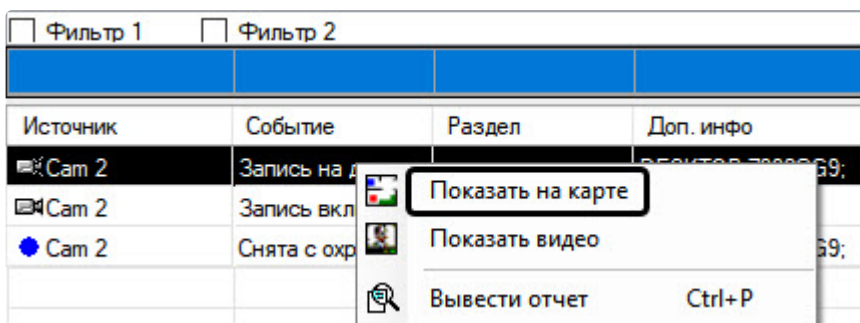 Фильтр 1 Фильтр 2
Источник Событие Раздел Доп. инфо
Cam 2 Запись на
Показать на карте
Cam 2 Запись вкл
Показать видео
Cam 2 Снята с охр G9;
Вывести отчет Ctrl+P